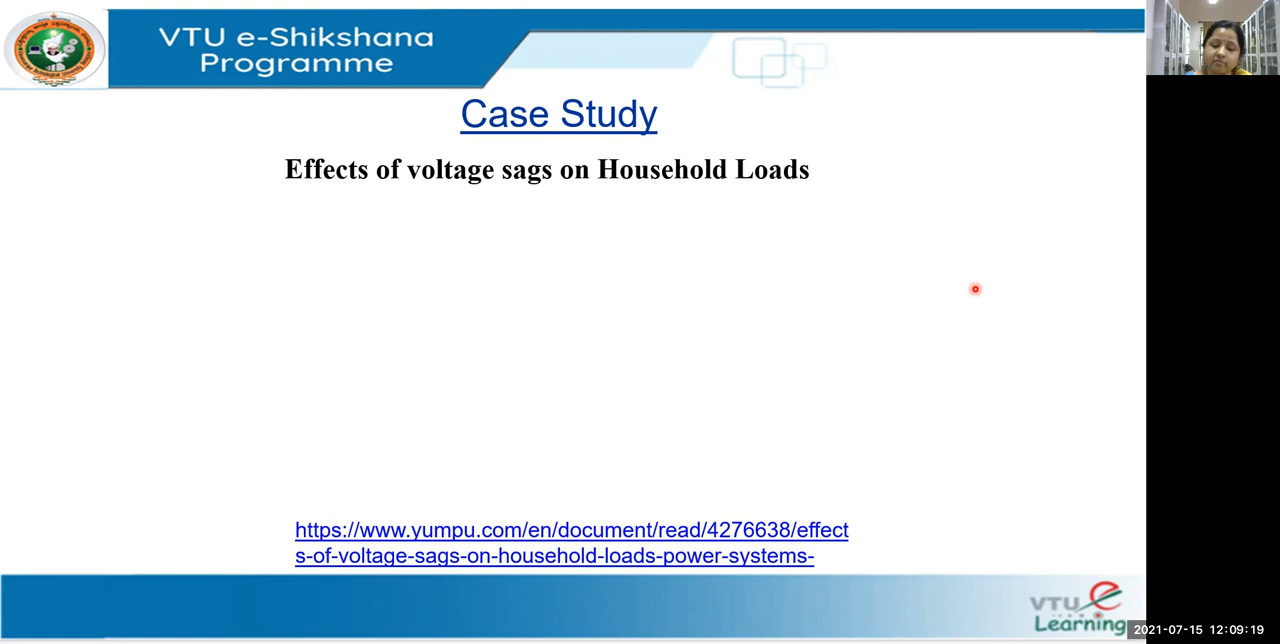 VTU e-Shikshana
Programme
Case Study
Effects of voltage sags on Household Loads
https://www.yumpu.com/en/document/read/4276638/effect
s-of-voltage-sags-on-household-loads-power-systems-
VTU e
Learning
2021-07-15 12:09:19